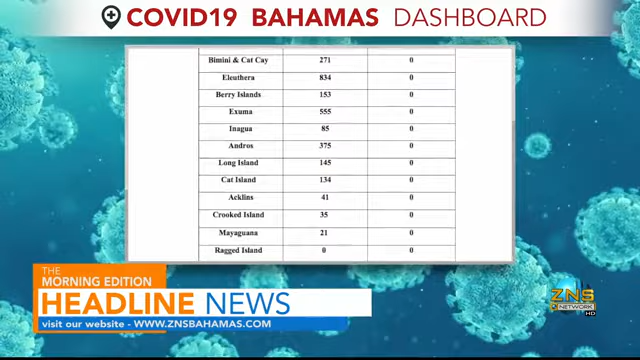 COVID19 BAHAMAS DASHBOARD
Bimini & Cat Cay 271 0
Eleuthera 834 0
Berry Islands 153 0
Exuma 555 0
Inagua 85 0
Andros 375 0
Long Island 145 0
Cat Island 134 0
Acklins 41 0
Crooked Island 35 0
Mayaguana 21 0
Ragged Island 0 0
THE
MORNING EDITION
HEADLINE NEWS
visit our website - WWW.ZNSBAHAMAS.COM
ZNS
NETWORK
HD